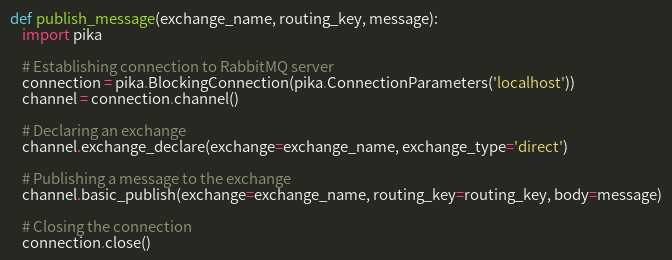 def publish_message(exchange_name, routing_key, message):
    import pika

    # Establishing connection to RabbitMQ server
    connection = pika.BlockingConnection(pika.ConnectionParameters('localhost'))
    channel = connection.channel()

    # Declaring an exchange
    channel.exchange_declare(exchange=exchange_name, exchange_type='direct')

    # Publishing a message to the exchange
    channel.basic_publish(exchange=exchange_name, routing_key=routing_key, body=message)

    # Closing the connection
    connection.close()